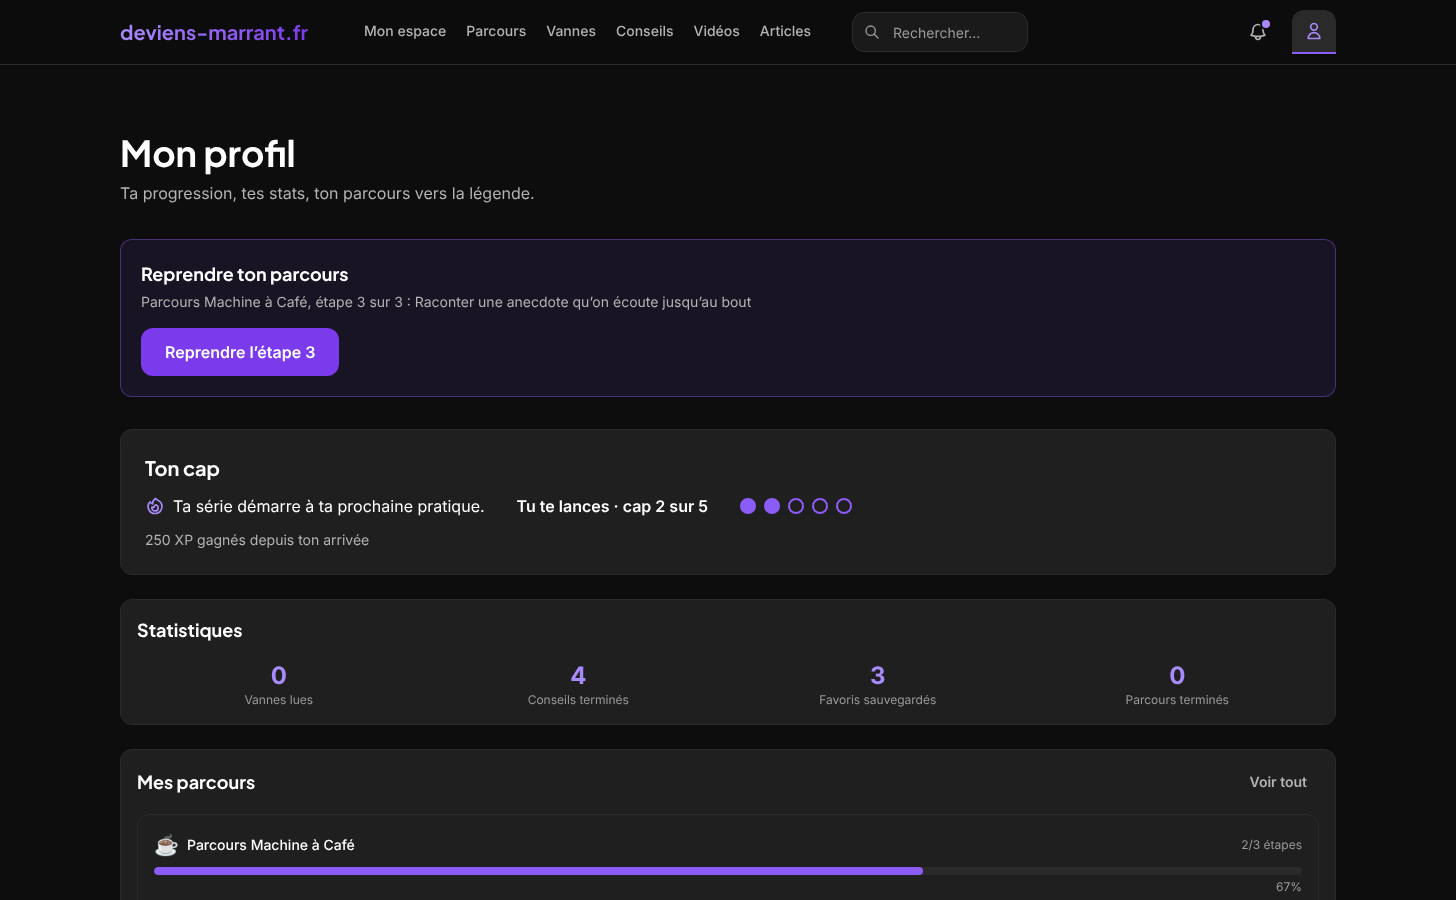 deviens-marrant.fr
Mon espace
Parcours
Vannes
Conseils
Vidéos
Articles
Rechercher...
Mon profil
Ta progression, tes stats, ton parcours vers la légende.
Reprendre ton parcours
Parcours Machine à Café, étape 3 sur 3 : Raconter une anecdote qu’on écoute jusqu’au bout
Reprendre l’étape 3
Ton cap
Ta série démarre à ta prochaine pratique.
Tu te lances · cap 2 sur 5
250 XP gagnés depuis ton arrivée
Statistiques
0
Vannes lues
4
Conseils terminés
3
Favoris sauvegardés
0
Parcours terminés
Mes parcours
Voir tout
Parcours Machine à Café
2/3 étapes
67%